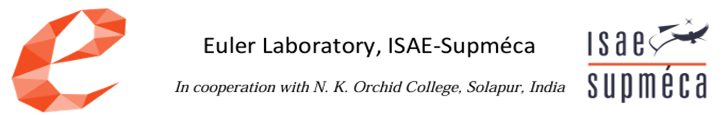 Euler Laboratory, ISAE-Supméca
In cooperation with N. K. Orchid College, Solapur, India
isae
supméca